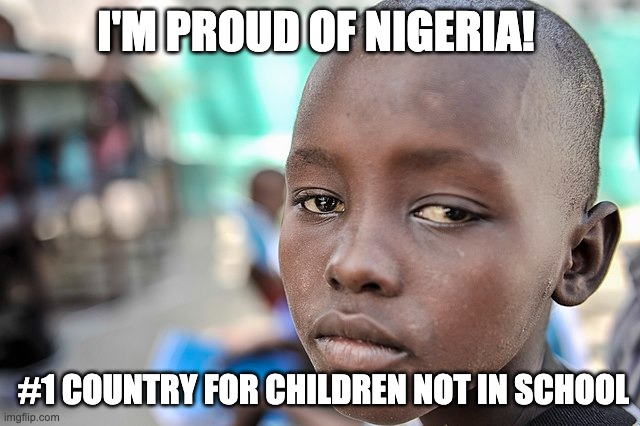 I'M PROUD OF NIGERIA!
#1 COUNTRY FOR CHILDREN NOT IN SCHOOL
imgflip.com